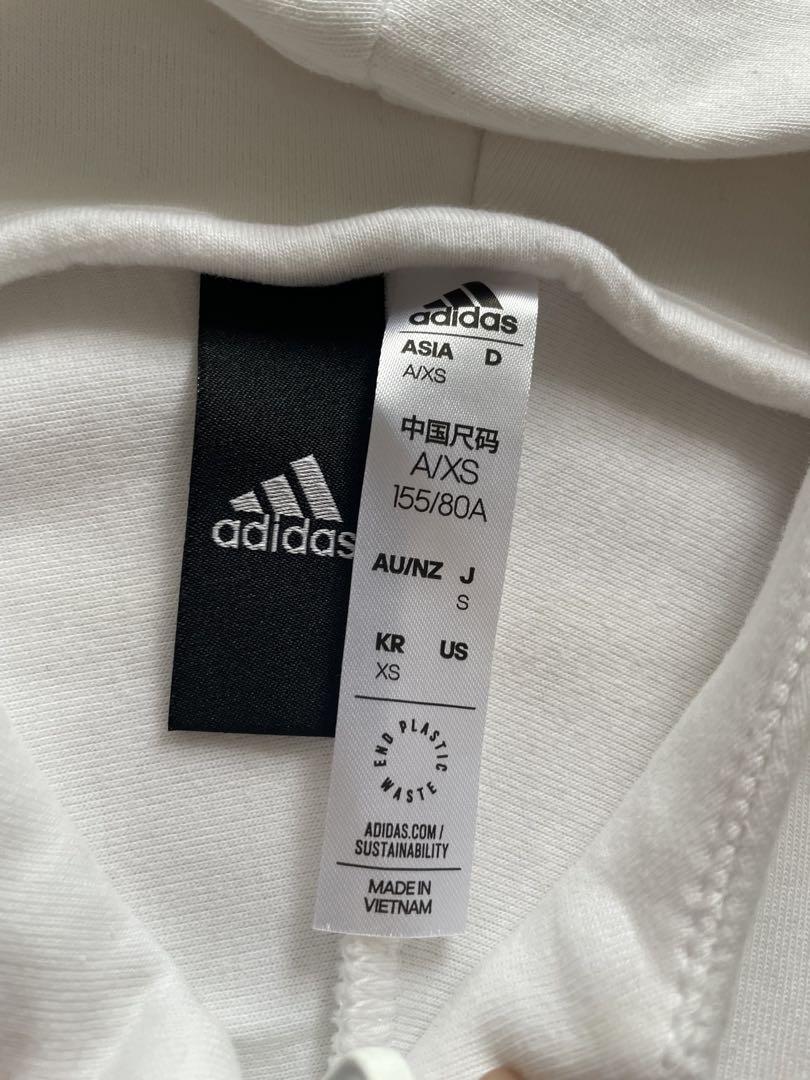 adidas
adidas
ASIA D
A/XS
中国尺码
A/XS
155/80A
AU/NZ J
S
KR US
XS
END PLASTIC WASTE
ADIDAS.COM /
SUSTAINABILITY
MADE IN
VIETNAM